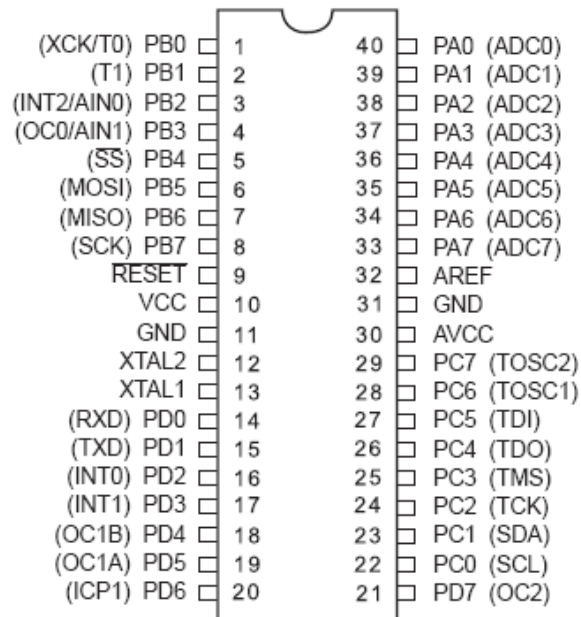 (XCK/T0) PB0 1 40 PA0 (ADC0)
(T1) PB1 2 39 PA1 (ADC1)
(INT2/AIN0) PB2 3 38 PA2 (ADC2)
(OC0/AIN1) PB3 4 37 PA3 (ADC3)
(S̅S̅) PB4 5 36 PA4 (ADC4)
(MOSI) PB5 6 35 PA5 (ADC5)
(MISO) PB6 7 34 PA6 (ADC6)
(SCK) PB7 8 33 PA7 (ADC7)
R̅E̅S̅E̅T̅ 9 32 AREF
VCC 10 31 GND
GND 11 30 AVCC
XTAL2 12 29 PC7 (TOSC2)
XTAL1 13 28 PC6 (TOSC1)
(RXD) PD0 14 27 PC5 (TDI)
(TXD) PD1 15 26 PC4 (TDO)
(INT0) PD2 16 25 PC3 (TMS)
(INT1) PD3 17 24 PC2 (TCK)
(OC1B) PD4 18 23 PC1 (SDA)
(OC1A) PD5 19 22 PC0 (SCL)
(ICP1) PD6 20 21 PD7 (OC2)